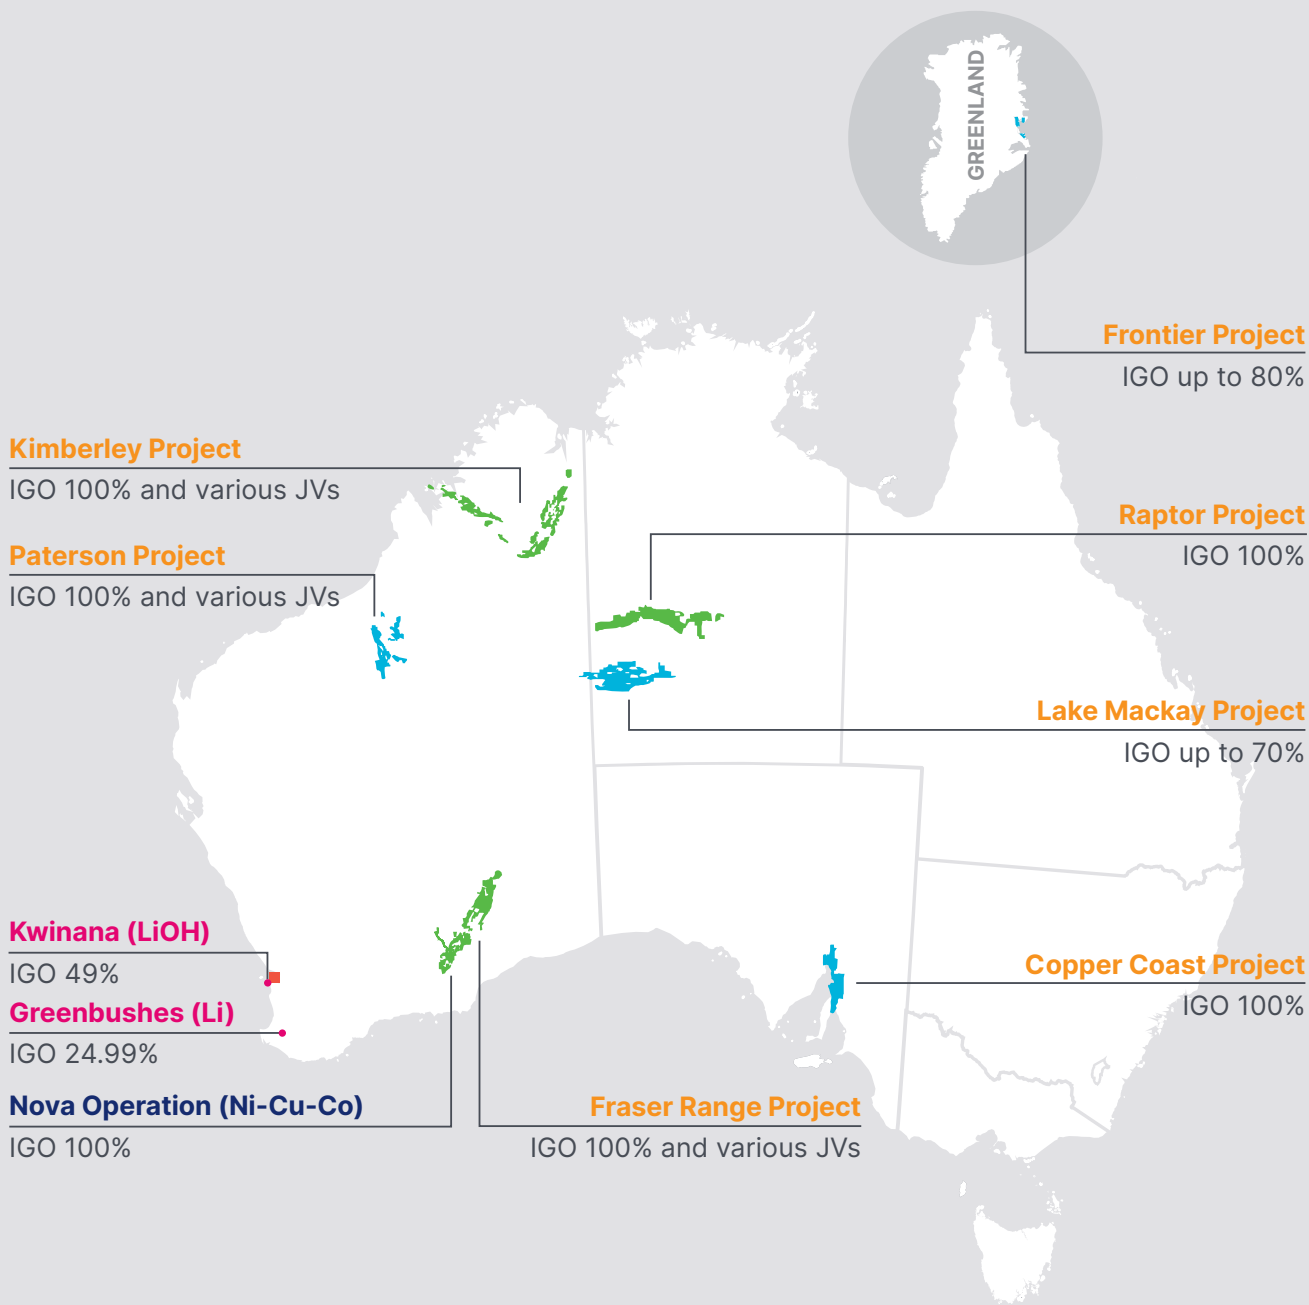 GREENLAND
Frontier Project
IGO up to 80%
Kimberley Project
IGO 100% and various JVs
Raptor Project
IGO 100%
Paterson Project
IGO 100% and various JVs
Lake Mackay Project
IGO up to 70%
Kwinana (LiOH)
IGO 49%
Copper Coast Project
IGO 100%
Greenbushes (Li)
IGO 24.99%
Nova Operation (Ni-Cu-Co)
IGO 100%
Fraser Range Project
IGO 100% and various JVs